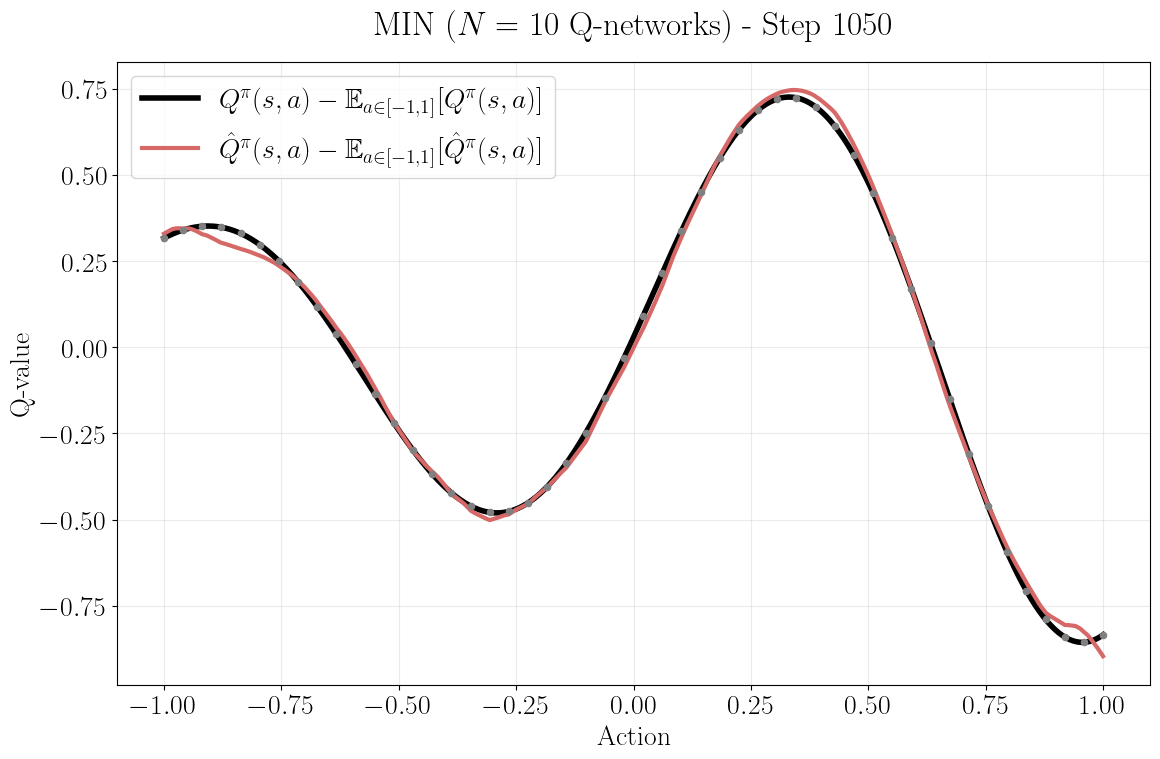 MIN (N = 10 Q-networks) - Step 1050
Q^π(s, a) − 𝔼_{a∈[−1,1]}[Q^π(s, a)]
Q̂^π(s, a) − 𝔼_{a∈[−1,1]}[Q̂^π(s, a)]
0.75
0.50
0.25
0.00
−0.25
−0.50
−0.75
Q-value
−1.00 −0.75 −0.50 −0.25 0.00 0.25 0.50 0.75 1.00
Action